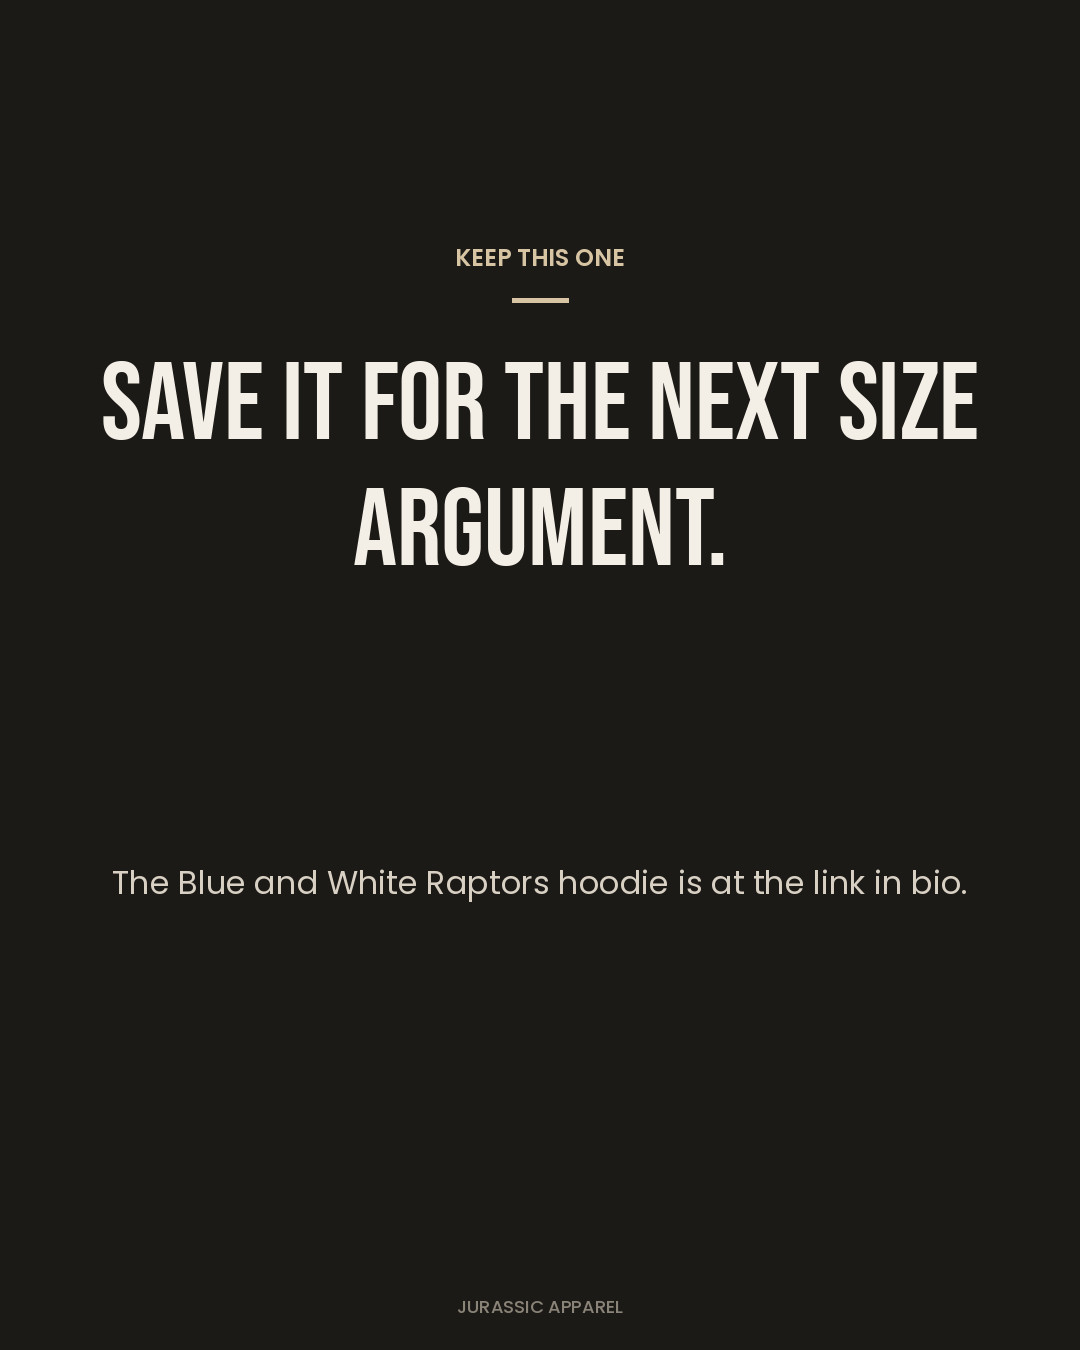 KEEP THIS ONE
SAVE IT FOR THE NEXT SIZE
ARGUMENT.
The Blue and White Raptors hoodie is at the link in bio.
JURASSIC APPAREL